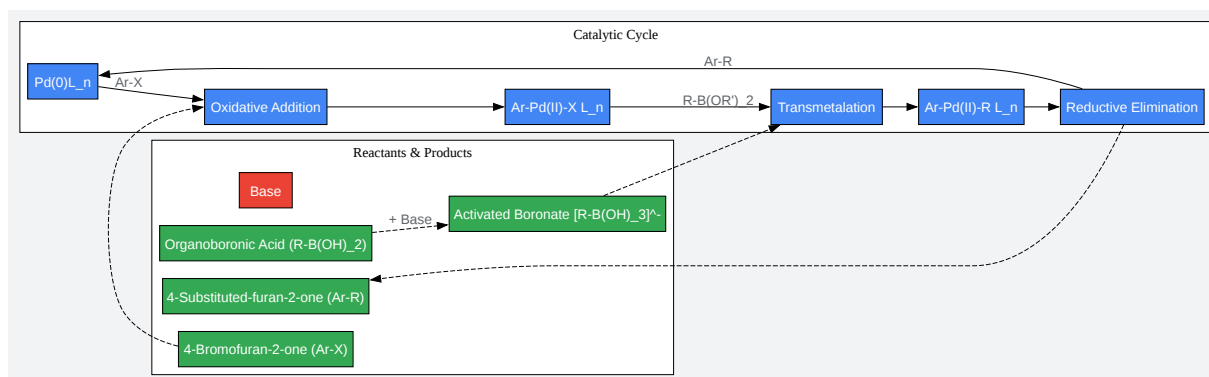 Catalytic Cycle
Ar-R
Pd(0)L_n
Ar-X
Oxidative Addition
Ar-Pd(II)-X L_n
R-B(OR')_2
Transmetalation
Ar-Pd(II)-R L_n
Reductive Elimination
Reactants & Products
Base
+ Base
Activated Boronate [R-B(OH)_3]^-
Organoboronic Acid (R-B(OH)_2)
4-Substituted-furan-2-one (Ar-R)
4-Bromofuran-2-one (Ar-X)